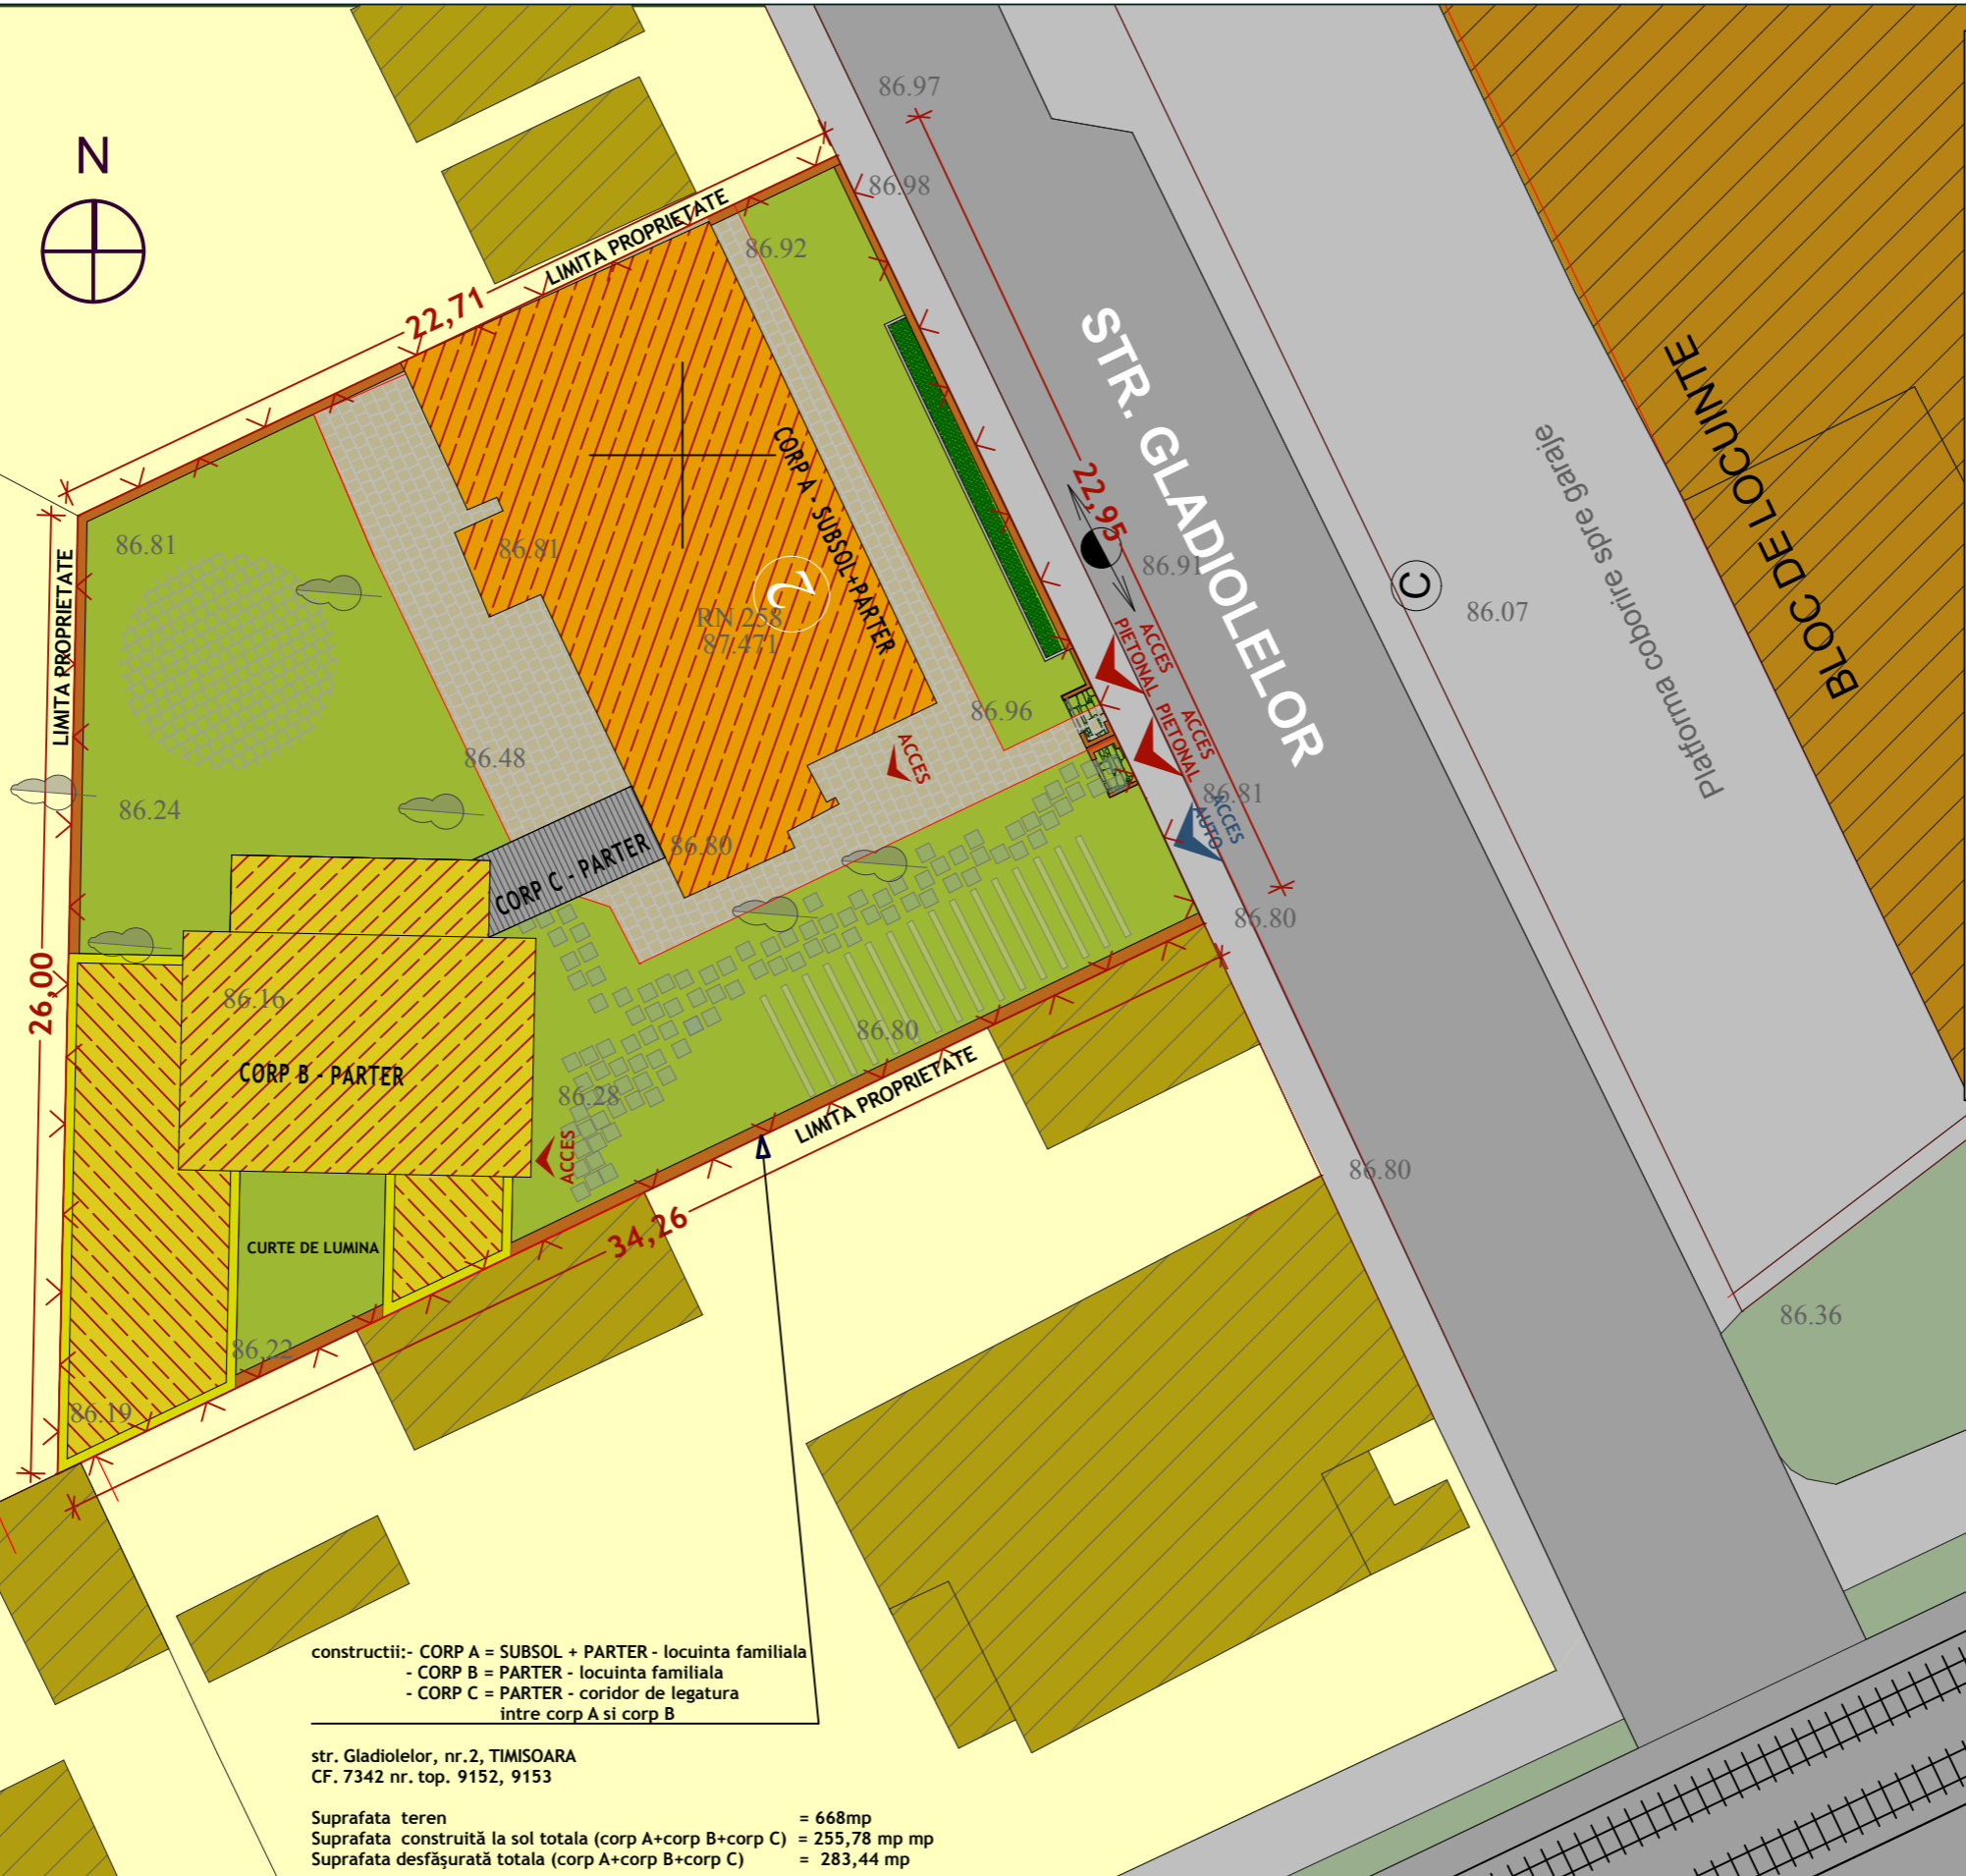 N
86.97
86.98
86.92
LIMITA PROPRIETATE
22,71
STR. GLADIOLELOR
BLOC DE LOCUINTE
Platforma coborire spre garaje
CORP A - SUBSOL+PARTER
22,95
86.81
86.81
86.91
C
86.07
2
RN 258
87.471
LIMITA PROPRIETATE
ACCES
PIETONAL
86.96
ACCES
PIETONAL
ACCES
86.48
86.24
86.81
ACCES
AUTO
86.80
CORP C - PARTER
86.80
26,00
86.16
86.80
CORP B - PARTER
LIMITA PROPRIETATE
86.28
ACCES
86.80
34,26
CURTE DE LUMINA
86.36
86,22
86.19
constructii:- CORP A = SUBSOL + PARTER - locuinta familiala
- CORP B = PARTER - locuinta familiala
- CORP C = PARTER - coridor de legatura
intre corp A si corp B
str. Gladiolelor, nr.2, TIMISOARA
CF. 7342 nr. top. 9152, 9153
Suprafata teren = 668mp
Suprafata construită la sol totala (corp A+corp B+corp C) = 255,78 mp mp
Suprafata desfăşurată totala (corp A+corp B+corp C) = 283,44 mp